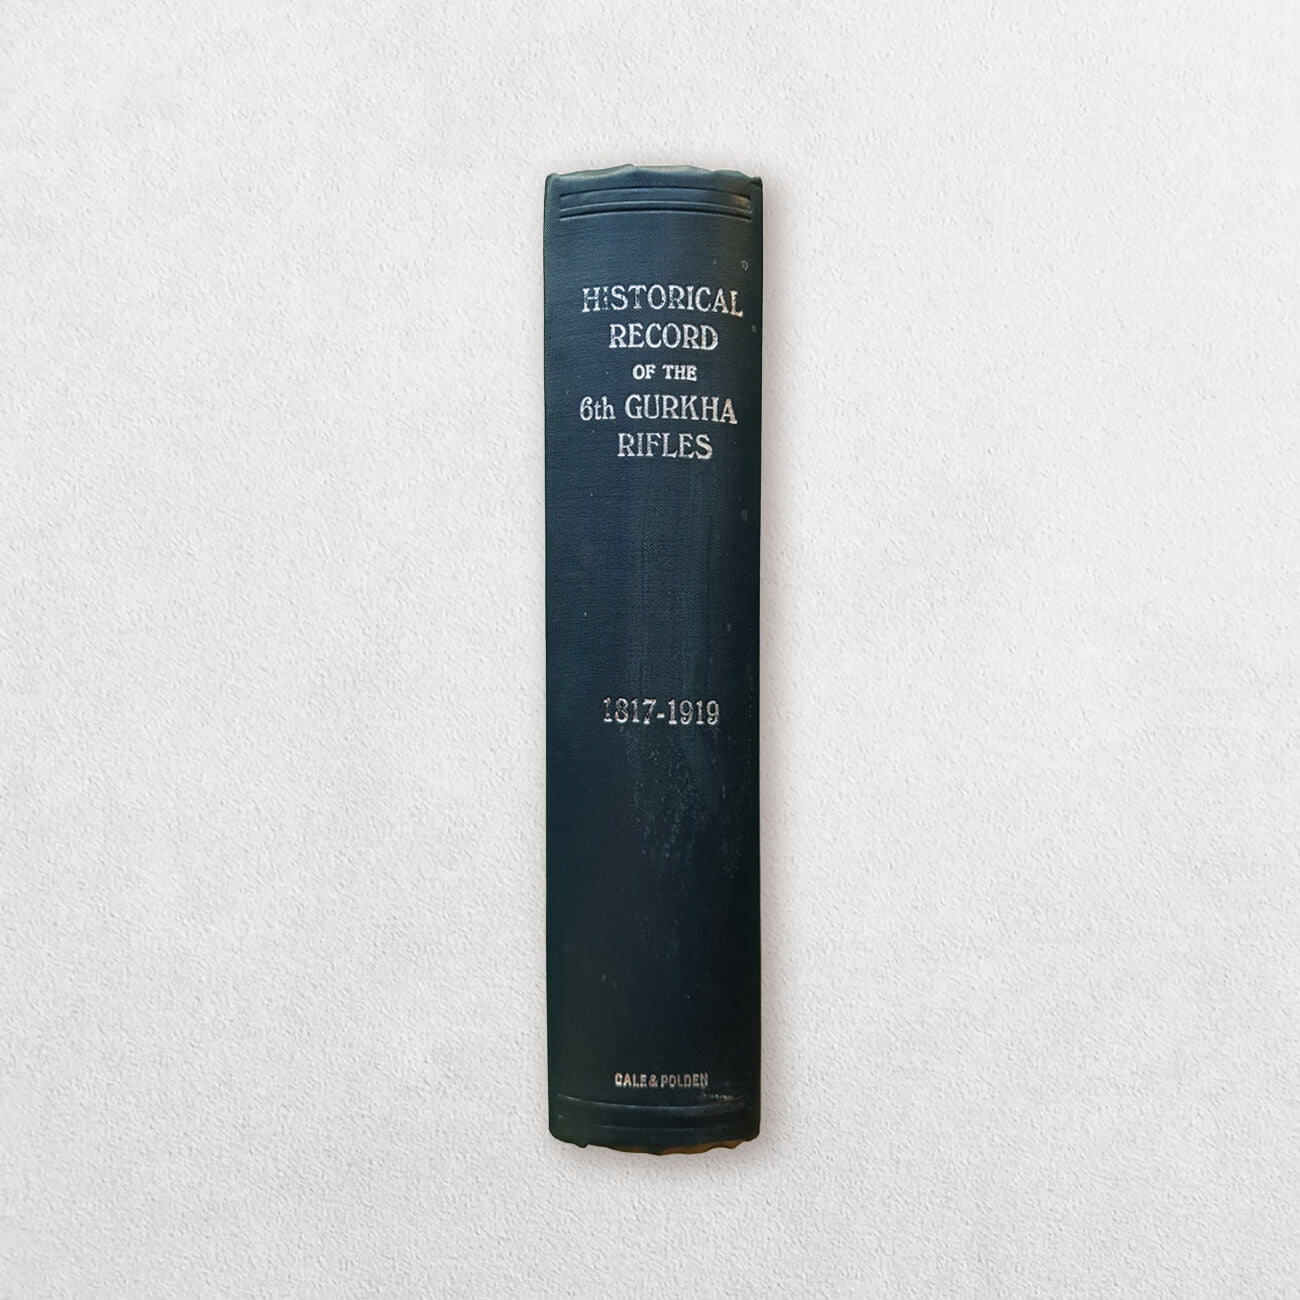 HISTORICAL
RECORD
OF THE
6th GURKHA
RIFLES
1817-1919
GALE & POLDEN